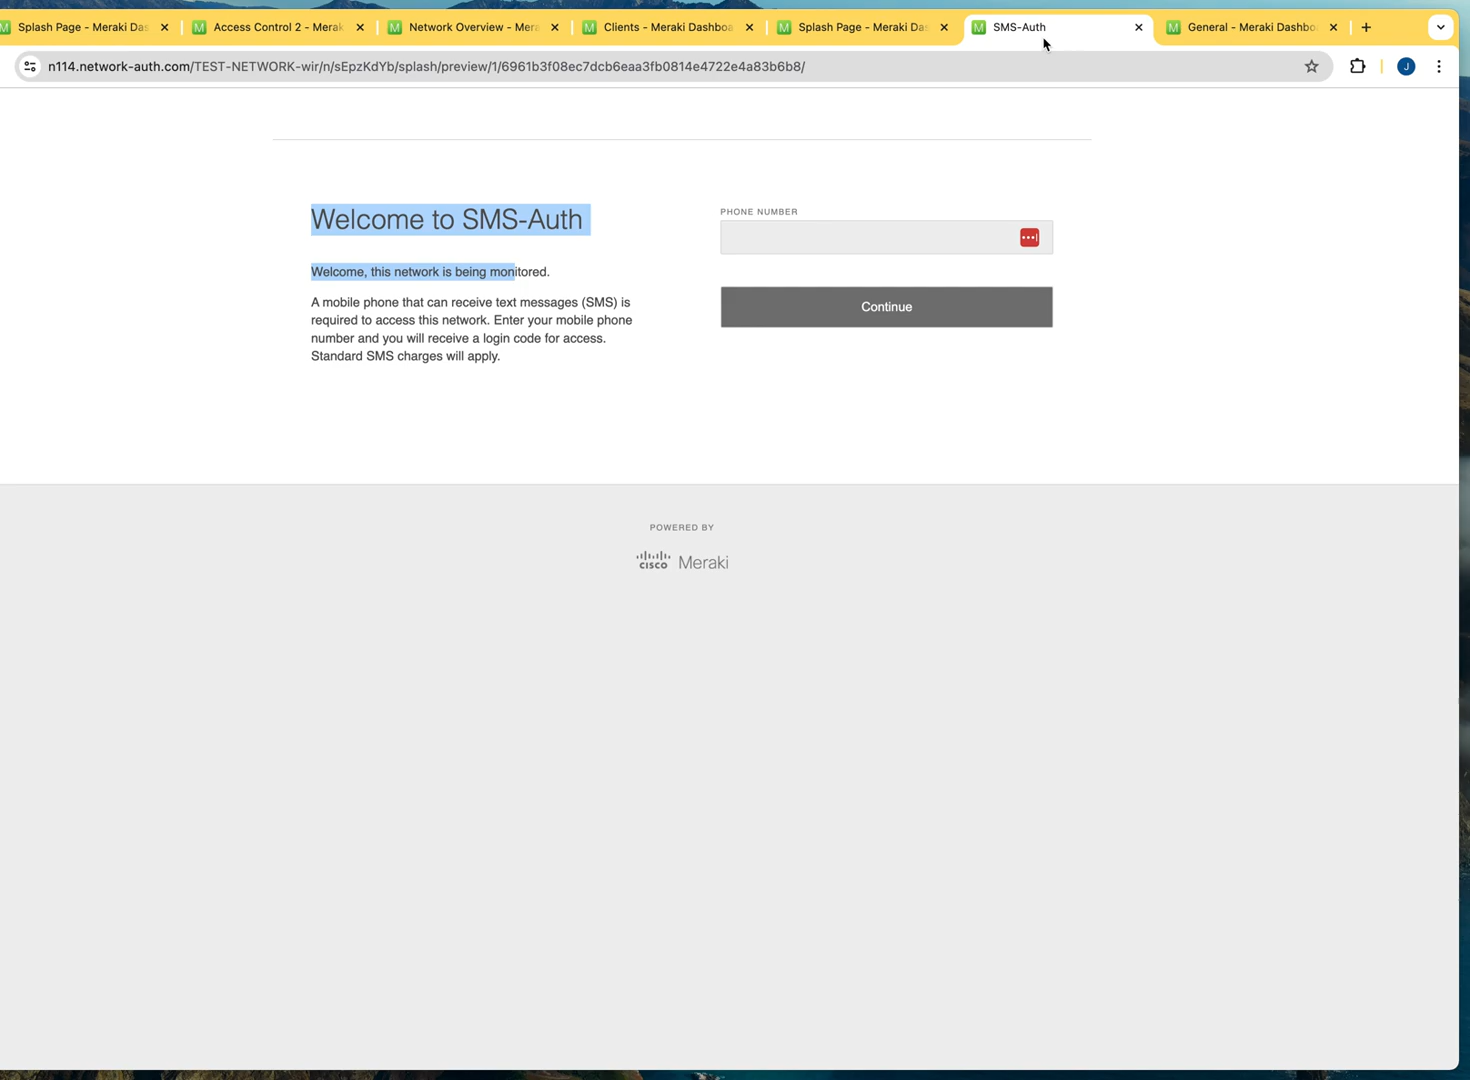 Splash Page - Meraki Das
Access Control 2 - Merak
Network Overview - Mera
Clients - Meraki Dashboa
Splash Page - Meraki Das
SMS-Auth
General - Meraki Dashbo
n114.network-auth.com/TEST-NETWORK-wir/n/sEpzKdYb/splash/preview/1/6961b3f08ec7dcb6eaa3fb0814e4722e4a83b6b8/
J
Welcome to SMS-Auth
Welcome, this network is being monitored.
A mobile phone that can receive text messages (SMS) is
required to access this network. Enter your mobile phone
number and you will receive a login code for access.
Standard SMS charges will apply.
PHONE NUMBER
Continue
POWERED BY
CISCO Meraki